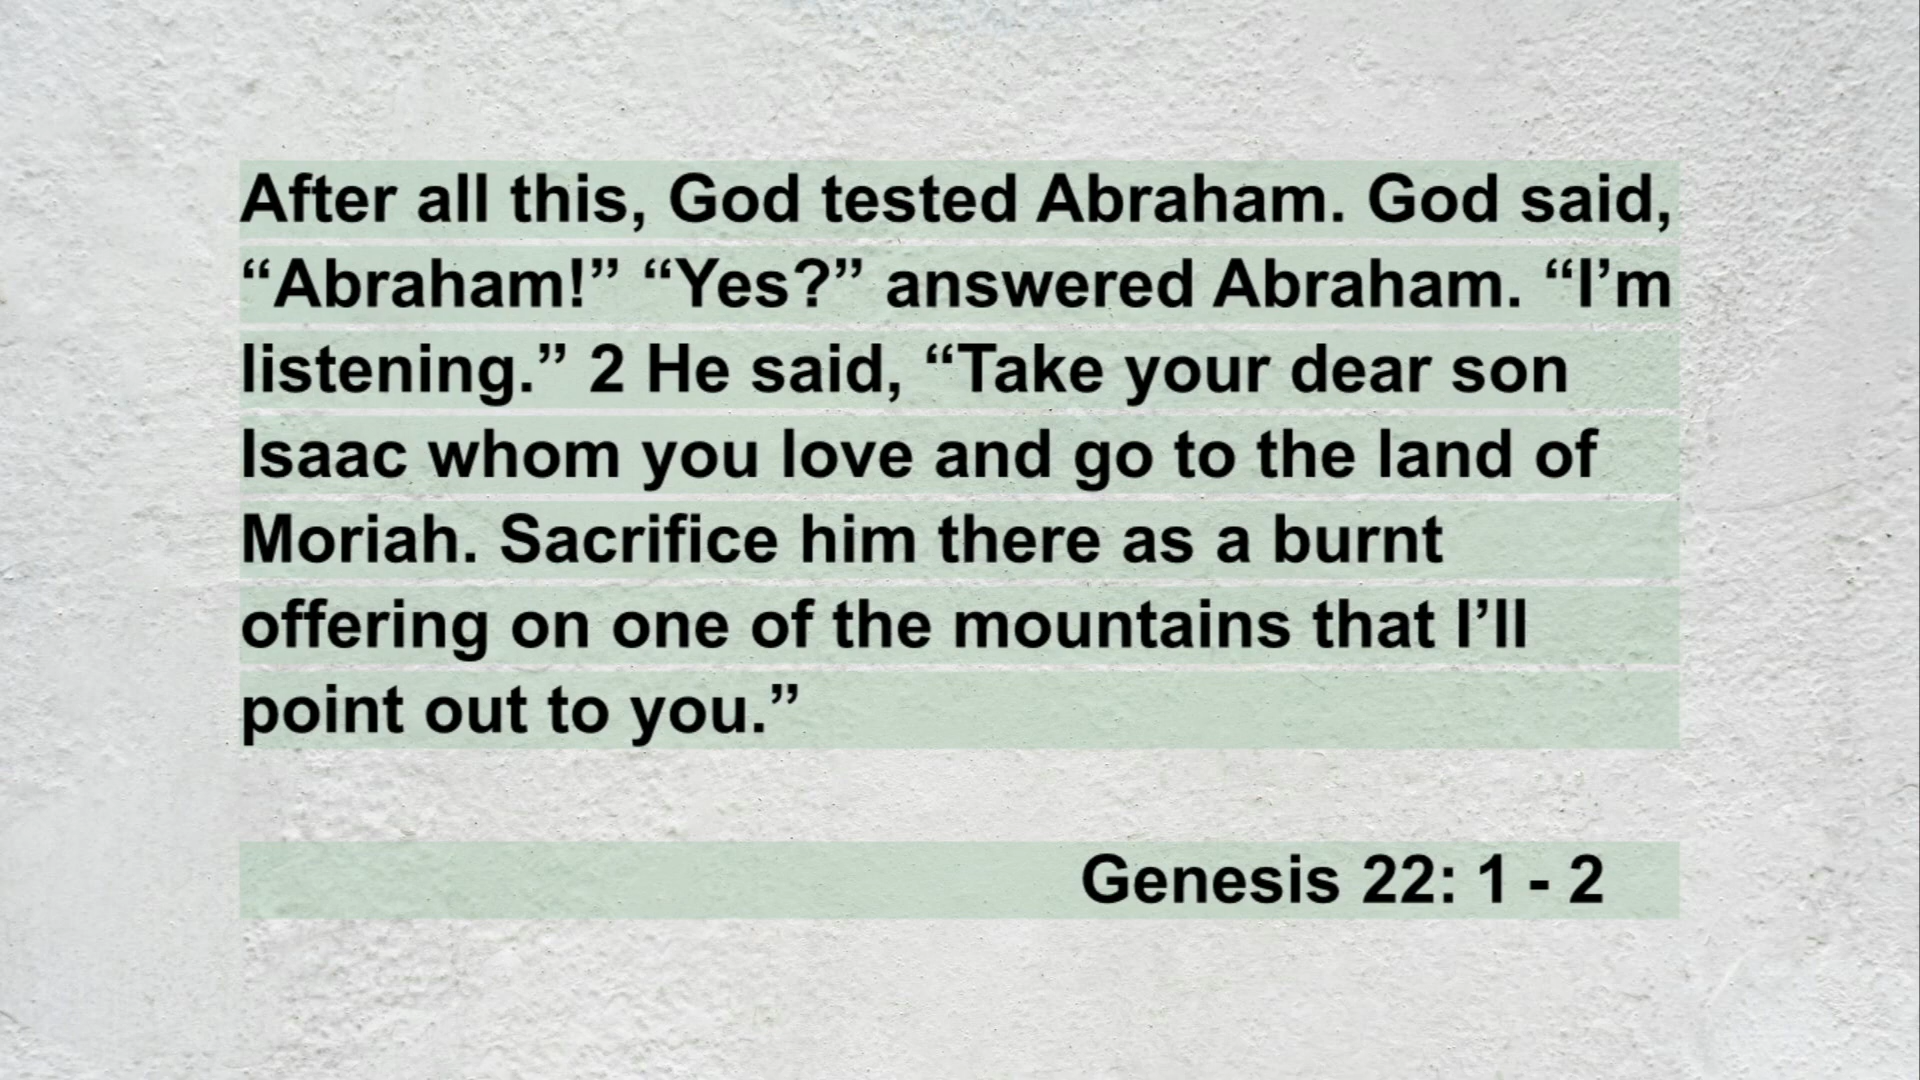 After all this, God tested Abraham. God said,
“Abraham!” “Yes?” answered Abraham. “I’m
listening.” 2 He said, “Take your dear son
Isaac whom you love and go to the land of
Moriah. Sacrifice him there as a burnt
offering on one of the mountains that I’ll
point out to you.”
Genesis 22: 1 - 2